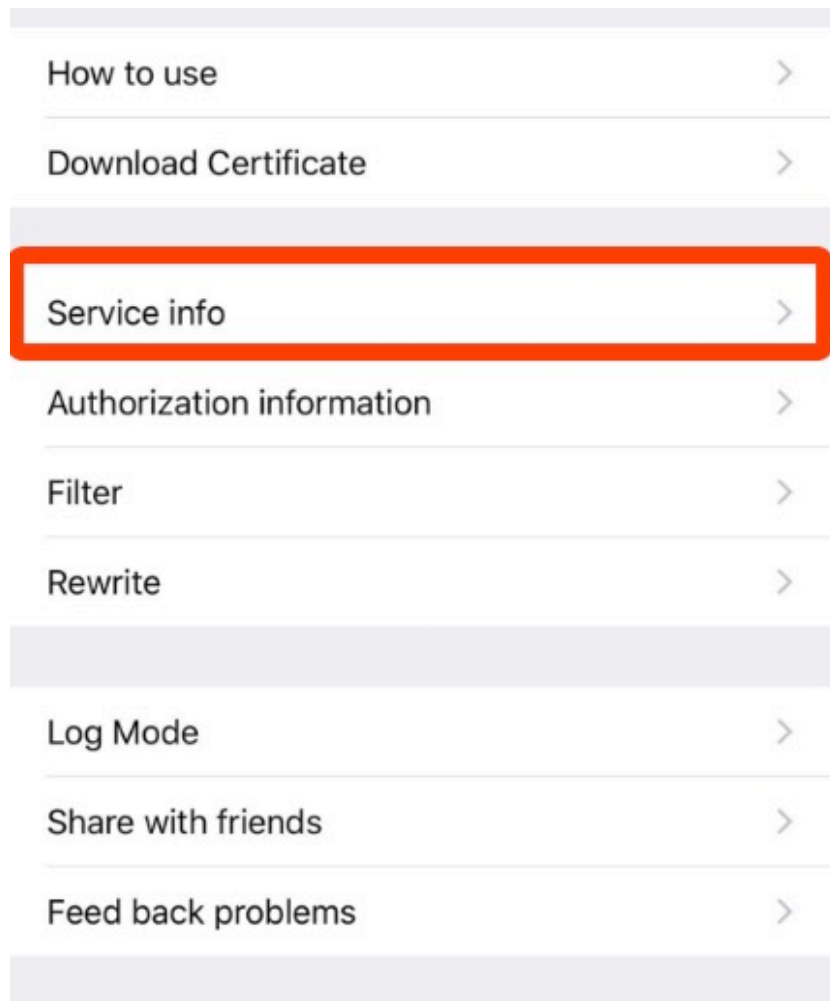 How to use
Download Certificate
Service info
Authorization information
Filter
Rewrite
Log Mode
Share with friends
Feed back problems